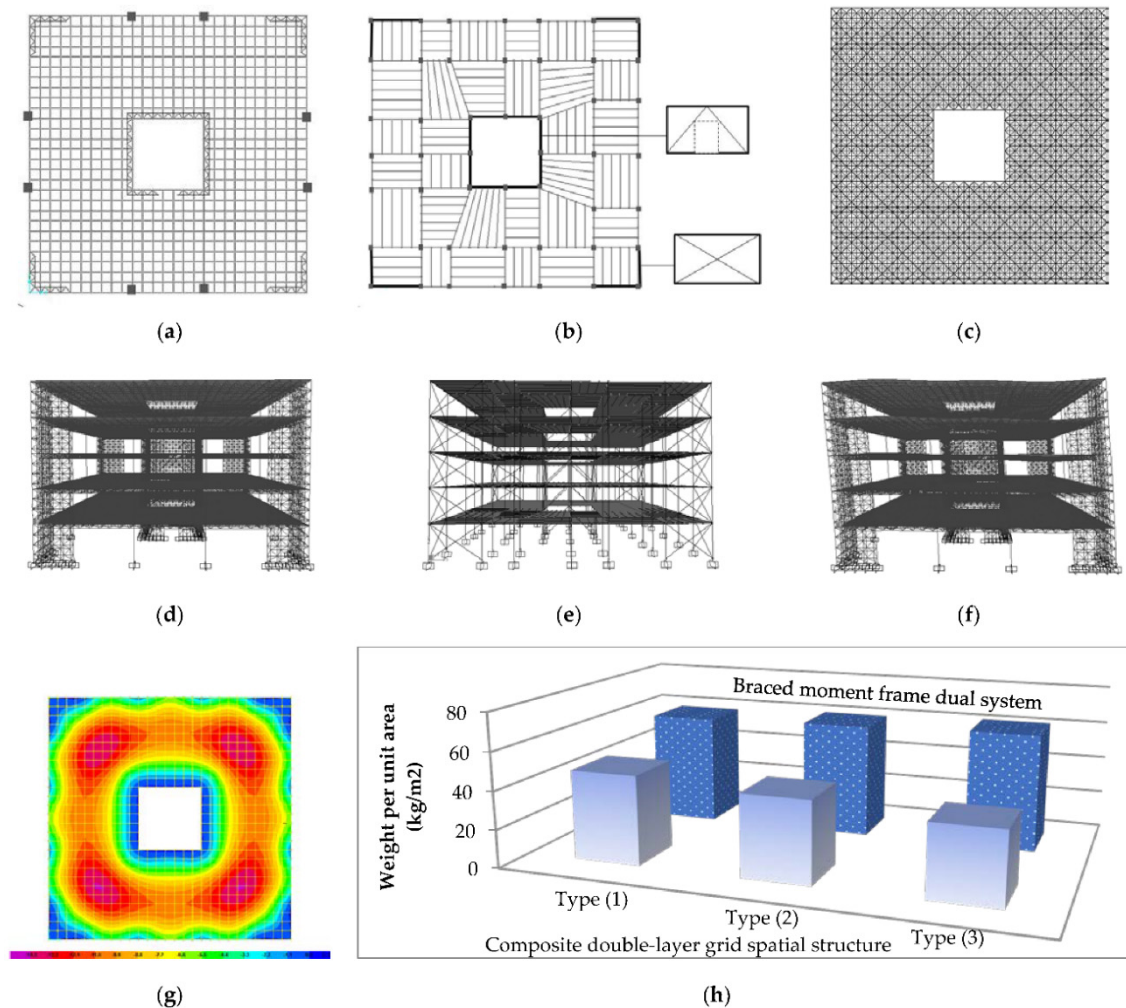 (a)
(b)
(c)
(d)
(e)
(f)
(g)
Weight per unit area
(kg/m2)
80
60
40
20
0
Braced moment frame dual system
Type (1)
Type (2)
Type (3)
Composite double-layer grid spatial structure
(h)